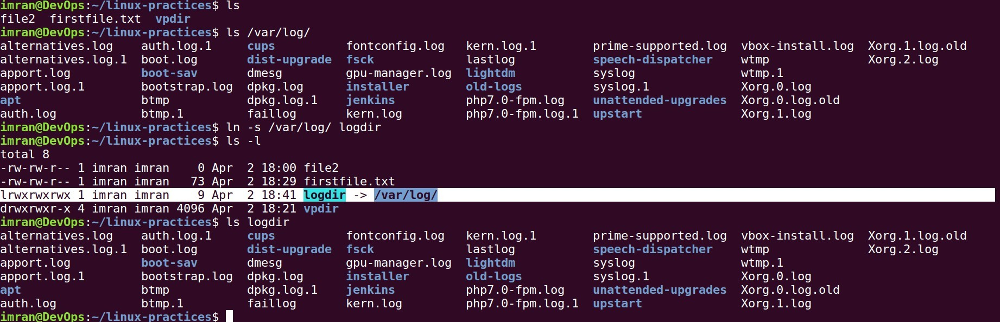 imran@DevOps:~/linux-practices$ ls
file2  firstfile.txt  vpdir
imran@DevOps:~/linux-practices$ ls /var/log/
alternatives.log    auth.log.1     cups          fontconfig.log   kern.log.1        prime-supported.log  vbox-install.log  Xorg.1.log.old
alternatives.log.1  boot.log       dist-upgrade  fsck             lastlog           speech-dispatcher    wtmp              Xorg.2.log
apport.log          boot-sav       dmesg         gpu-manager.log  lightdm           syslog               wtmp.1
apport.log.1        bootstrap.log  dpkg.log      installer        old-logs          syslog.1             Xorg.0.log
apt                 btmp           dpkg.log.1    jenkins          php7.0-fpm.log    unattended-upgrades  Xorg.0.log.old
auth.log            btmp.1         faillog       kern.log         php7.0-fpm.log.1  upstart              Xorg.1.log
imran@DevOps:~/linux-practices$ ln -s /var/log/ logdir
imran@DevOps:~/linux-practices$ ls -l
total 8
-rw-rw-r-- 1 imran imran    0 Apr  2 18:00 file2
-rw-rw-r-- 1 imran imran   73 Apr  2 18:29 firstfile.txt
lrwxrwxrwx 1 imran imran    9 Apr  2 18:41 logdir -> /var/log/
drwxrwxr-x 4 imran imran 4096 Apr  2 18:21 vpdir
imran@DevOps:~/linux-practices$ ls logdir
alternatives.log    auth.log.1     cups          fontconfig.log   kern.log.1        prime-supported.log  vbox-install.log  Xorg.1.log.old
alternatives.log.1  boot.log       dist-upgrade  fsck             lastlog           speech-dispatcher    wtmp              Xorg.2.log
apport.log          boot-sav       dmesg         gpu-manager.log  lightdm           syslog               wtmp.1
apport.log.1        bootstrap.log  dpkg.log      installer        old-logs          syslog.1             Xorg.0.log
apt                 btmp           dpkg.log.1    jenkins          php7.0-fpm.log    unattended-upgrades  Xorg.0.log.old
auth.log            btmp.1         faillog       kern.log         php7.0-fpm.log.1  upstart              Xorg.1.log
imran@DevOps:~/linux-practices$